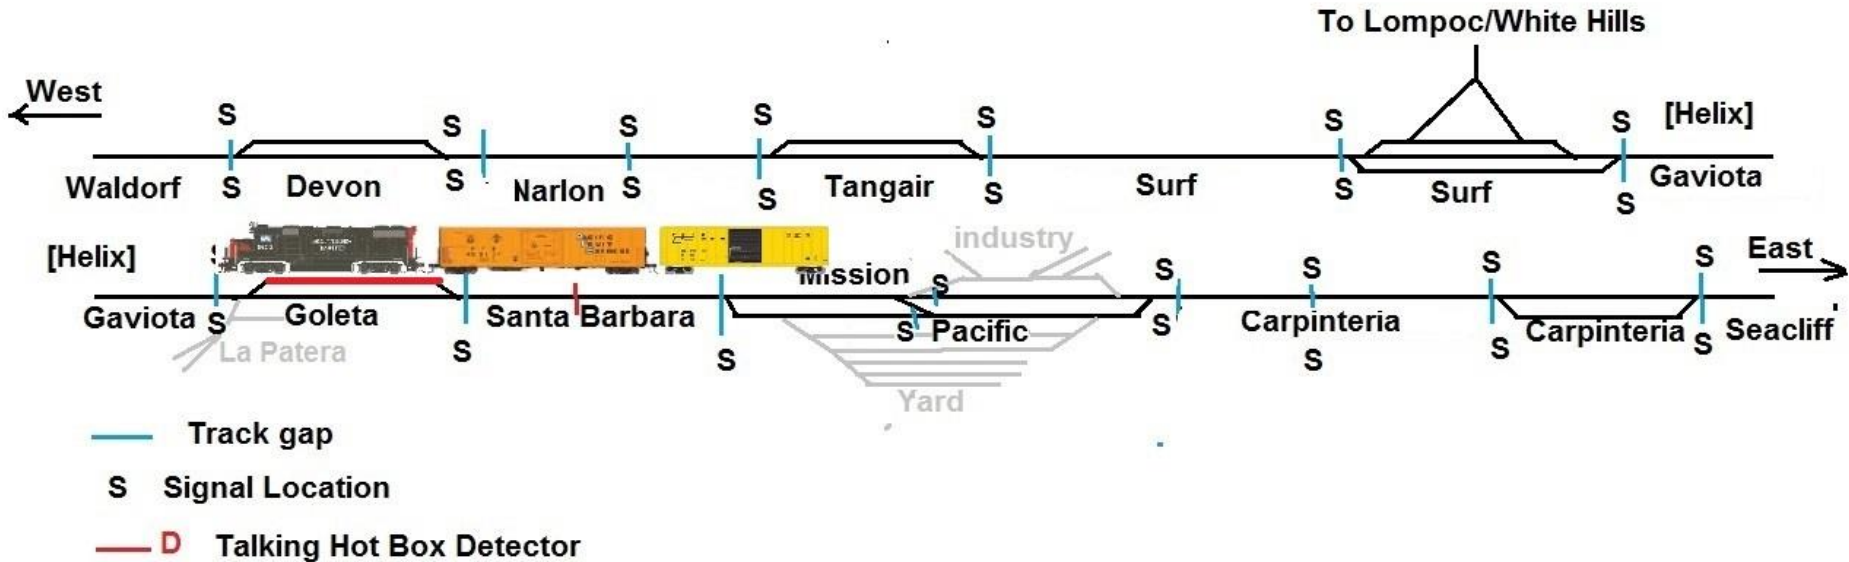 To Lompoc/White Hills
West
S S S S S S S [Helix]
Waldorf S Devon S Narlon S S Tangair S Surf S Surf S Gaviota
[Helix] industry East
Mission S S S S S
Gaviota S Goleta Santa Barbara S Pacific S Carpinteria Carpinteria S Seacliff
La Patera S S S S
Yard
Track gap
S Signal Location
D Talking Hot Box Detector